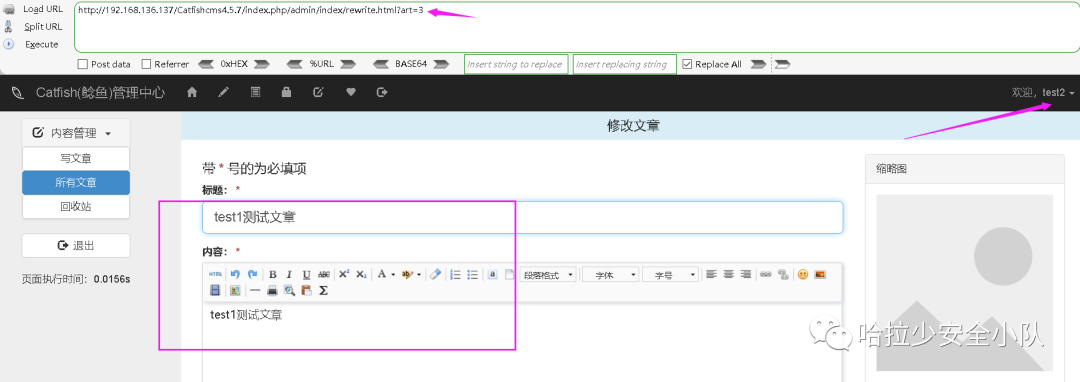 Load URL
http://192.168.136.137/Catfishcms4.5.7/index.php/admin/index/rewrite.html?art=3
Split URL
Execute
Post data Referrer 0xHEX %URL BASE64 Insert string to replace Insert replacing string Replace All
Catfish(鲶鱼)管理中心 欢迎，test2
内容管理
修改文章
写文章
所有文章
回收站
退出
页面执行时间：0.0156s
带 * 号的为必填项
标题： *
test1测试文章
内容： *
HTML B I U ABC X² X₂ A ab 段落格式 字体 字号
Σ
test1测试文章
缩略图
哈拉少安全小队